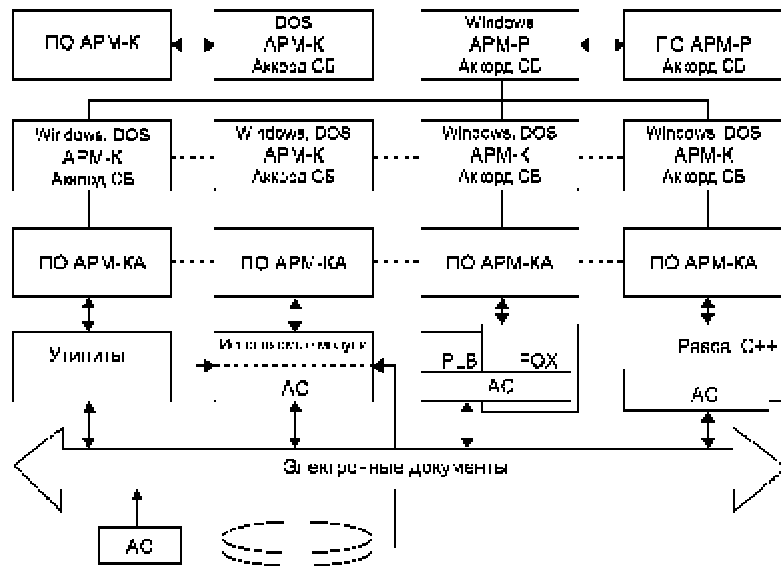 ПО АРМ-К
DOS
АРМ-К
Аккорд СБ
Windows
АРМ-Р
Аккорд СБ
ПО АРМ-Р
Аккорд СБ
Windows, DOS
АРМ-К
Аккорд СБ
Windows, DOS
АРМ-К
Аккорд СБ
Windows, DOS
АРМ-К
Аккорд СБ
Windows, DOS
АРМ-К
Аккорд СБ
ПО АРМ-КА
ПО АРМ-КА
ПО АРМ-КА
ПО АРМ-КА
Утилиты
АС
FOX
АС
Pascal C++
АС
Электронные документы
АС